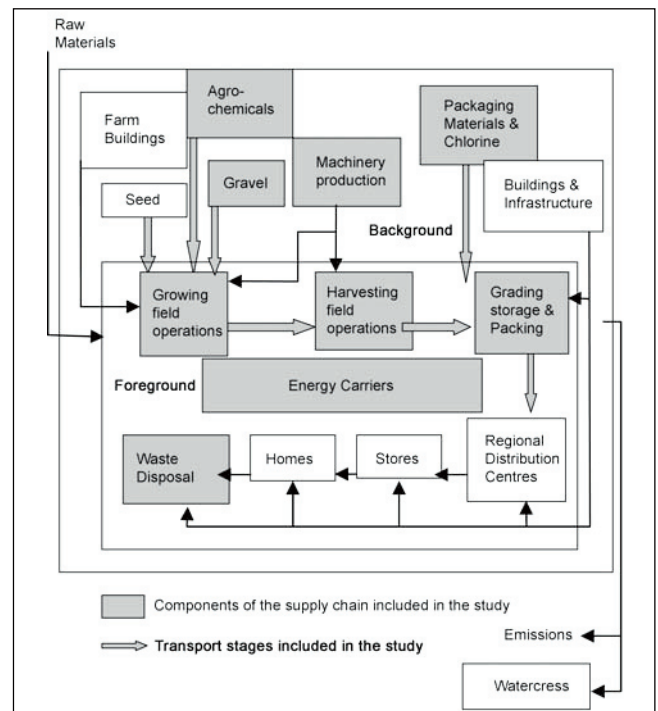 Raw
Materials
Agro-
chemicals
Farm
Buildings
Packaging
Materials &
Chlorine
Machinery
production
Gravel
Buildings &
Infrastructure
Seed
Background
Growing
field
operations
Harvesting
field
operations
Grading
storage &
Packing
Foreground
Energy Carriers
Waste
Disposal
Homes
Stores
Regional
Distribution
Centres
Components of the supply chain included in the study
Transport stages included in the study
Emissions
Watercress